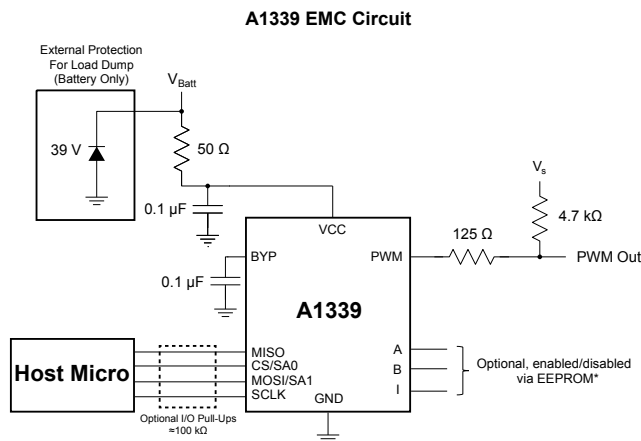 A1339 EMC Circuit
External Protection
For Load Dump
(Battery Only)
VBatt
39 V
50 Ω
0.1 µF
VCC
Vs
4.7 kΩ
125 Ω
BYP
PWM
PWM Out
0.1 µF
A1339
Host Micro
MISO
CS/SA0
MOSI/SA1
SCLK
A
B
I
Optional, enabled/disabled
via EEPROM*
GND
Optional I/O Pull-Ups
≈100 kΩ